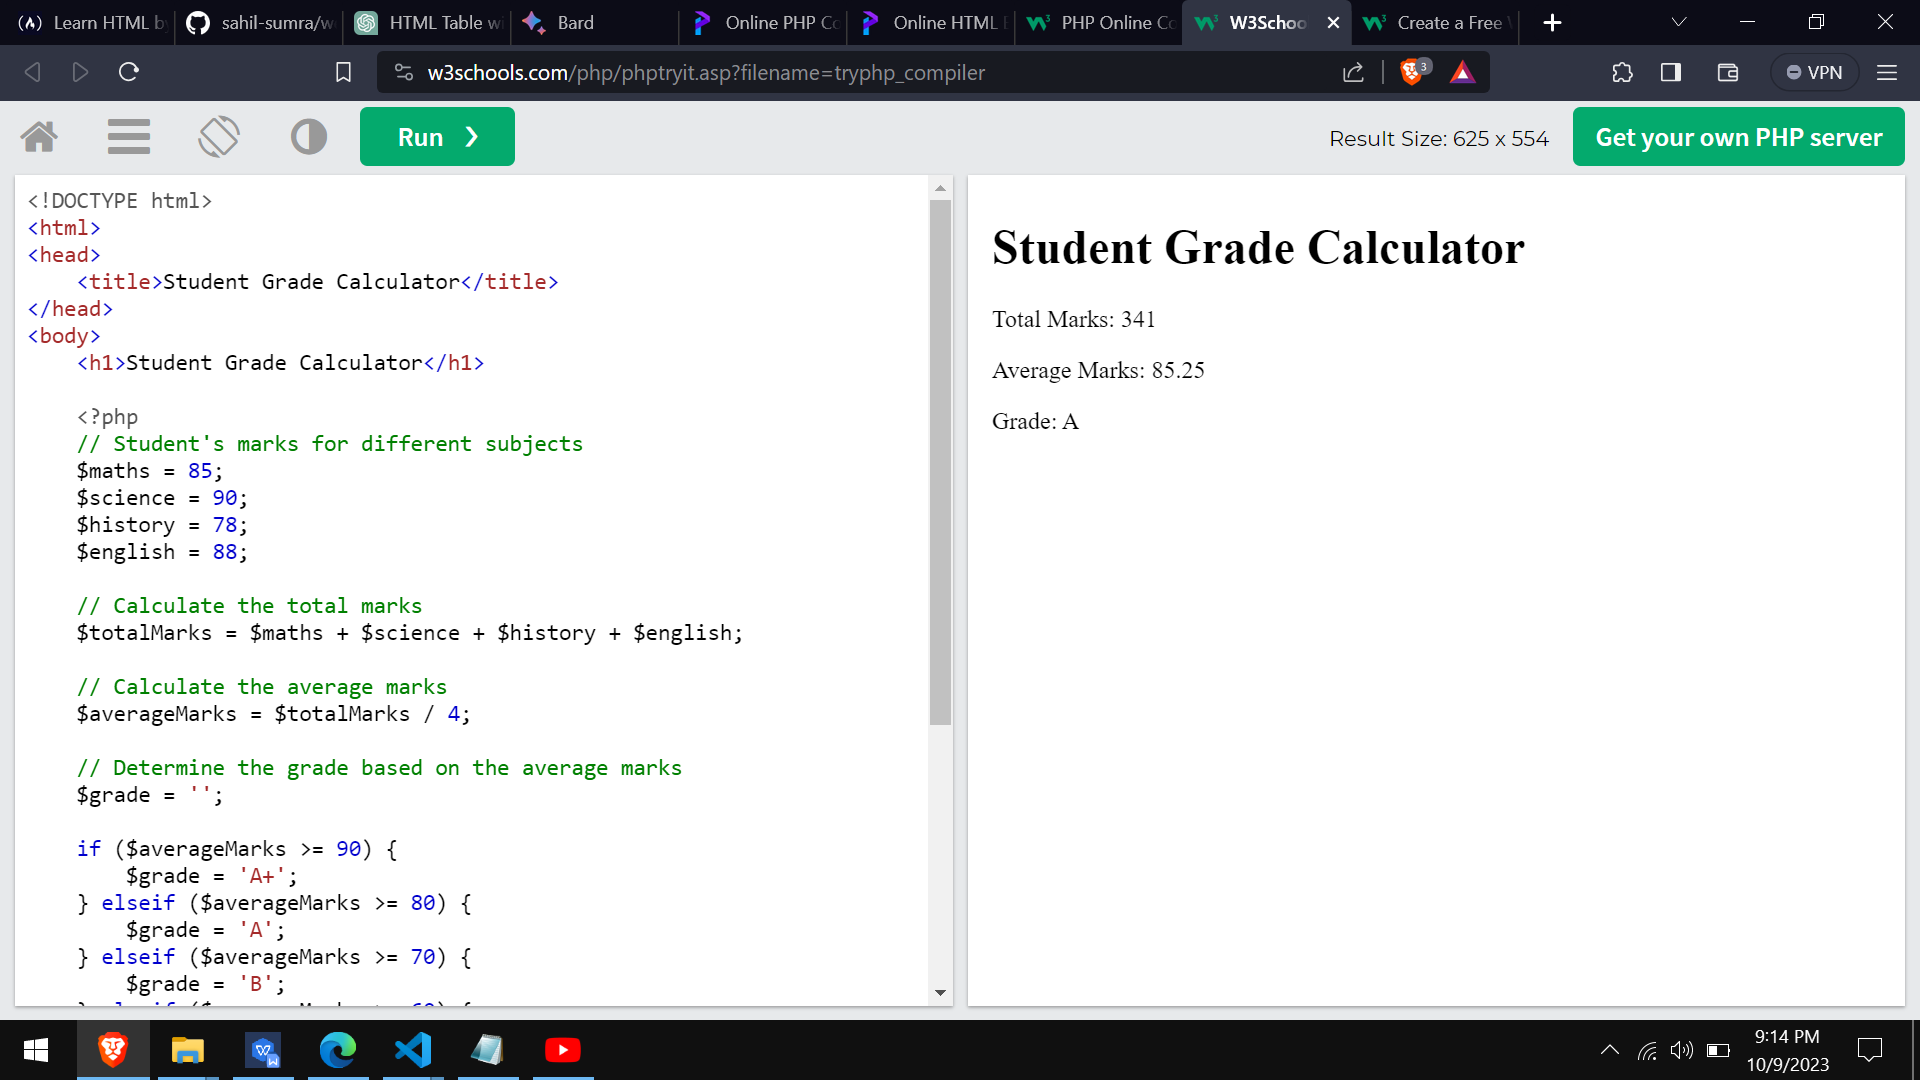 Learn HTML by
sahil-sumra/w
HTML Table wi
Bard
Online PHP Co
Online HTML E
PHP Online Co
W3Schoo
Create a Free
w3schools.com/php/phptryit.asp?filename=tryphp_compiler
3
VPN
Run ❯
Result Size: 625 x 554
Get your own PHP server
<!DOCTYPE html>
<html>
<head>
    <title>Student Grade Calculator</title>
</head>
<body>
    <h1>Student Grade Calculator</h1>
    <?php
    // Student's marks for different subjects
    $maths = 85;
    $science = 90;
    $history = 78;
    $english = 88;
    // Calculate the total marks
    $totalMarks = $maths + $science + $history + $english;
    // Calculate the average marks
    $averageMarks = $totalMarks / 4;
    // Determine the grade based on the average marks
    $grade = '';
    if ($averageMarks >= 90) {
        $grade = 'A+';
    } elseif ($averageMarks >= 80) {
        $grade = 'A';
    } elseif ($averageMarks >= 70) {
        $grade = 'B';
Student Grade Calculator
Total Marks: 341
Average Marks: 85.25
Grade: A
9:14 PM
10/9/2023